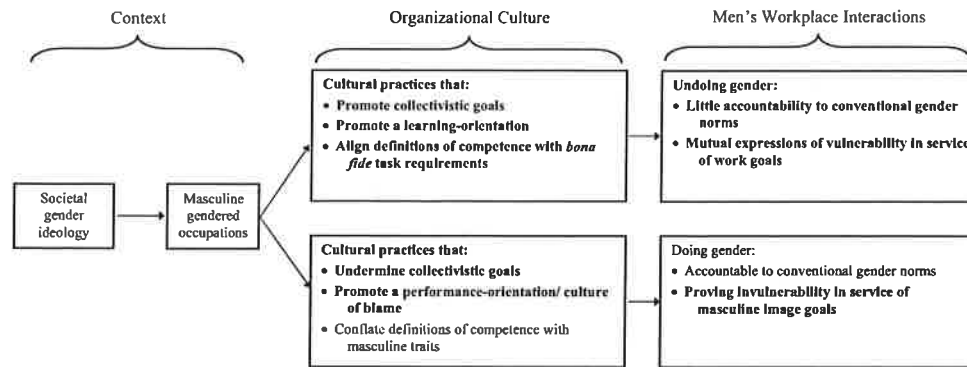 Context
Organizational Culture
Men's Workplace Interactions
Societal
gender
ideology
Masculine
gendered
occupations
Cultural practices that:
• Promote collectivistic goals
• Promote a learning-orientation
• Align definitions of competence with bona
fide task requirements
Undoing gender:
• Little accountability to conventional gender
norms
• Mutual expressions of vulnerability in service
of work goals
Cultural practices that:
• Undermine collectivistic goals
• Promote a performance-orientation/ culture
of blame
• Conflate definitions of competence with
masculine traits
Doing gender:
• Accountable to conventional gender norms
• Proving invulnerability in service of
masculine image goals